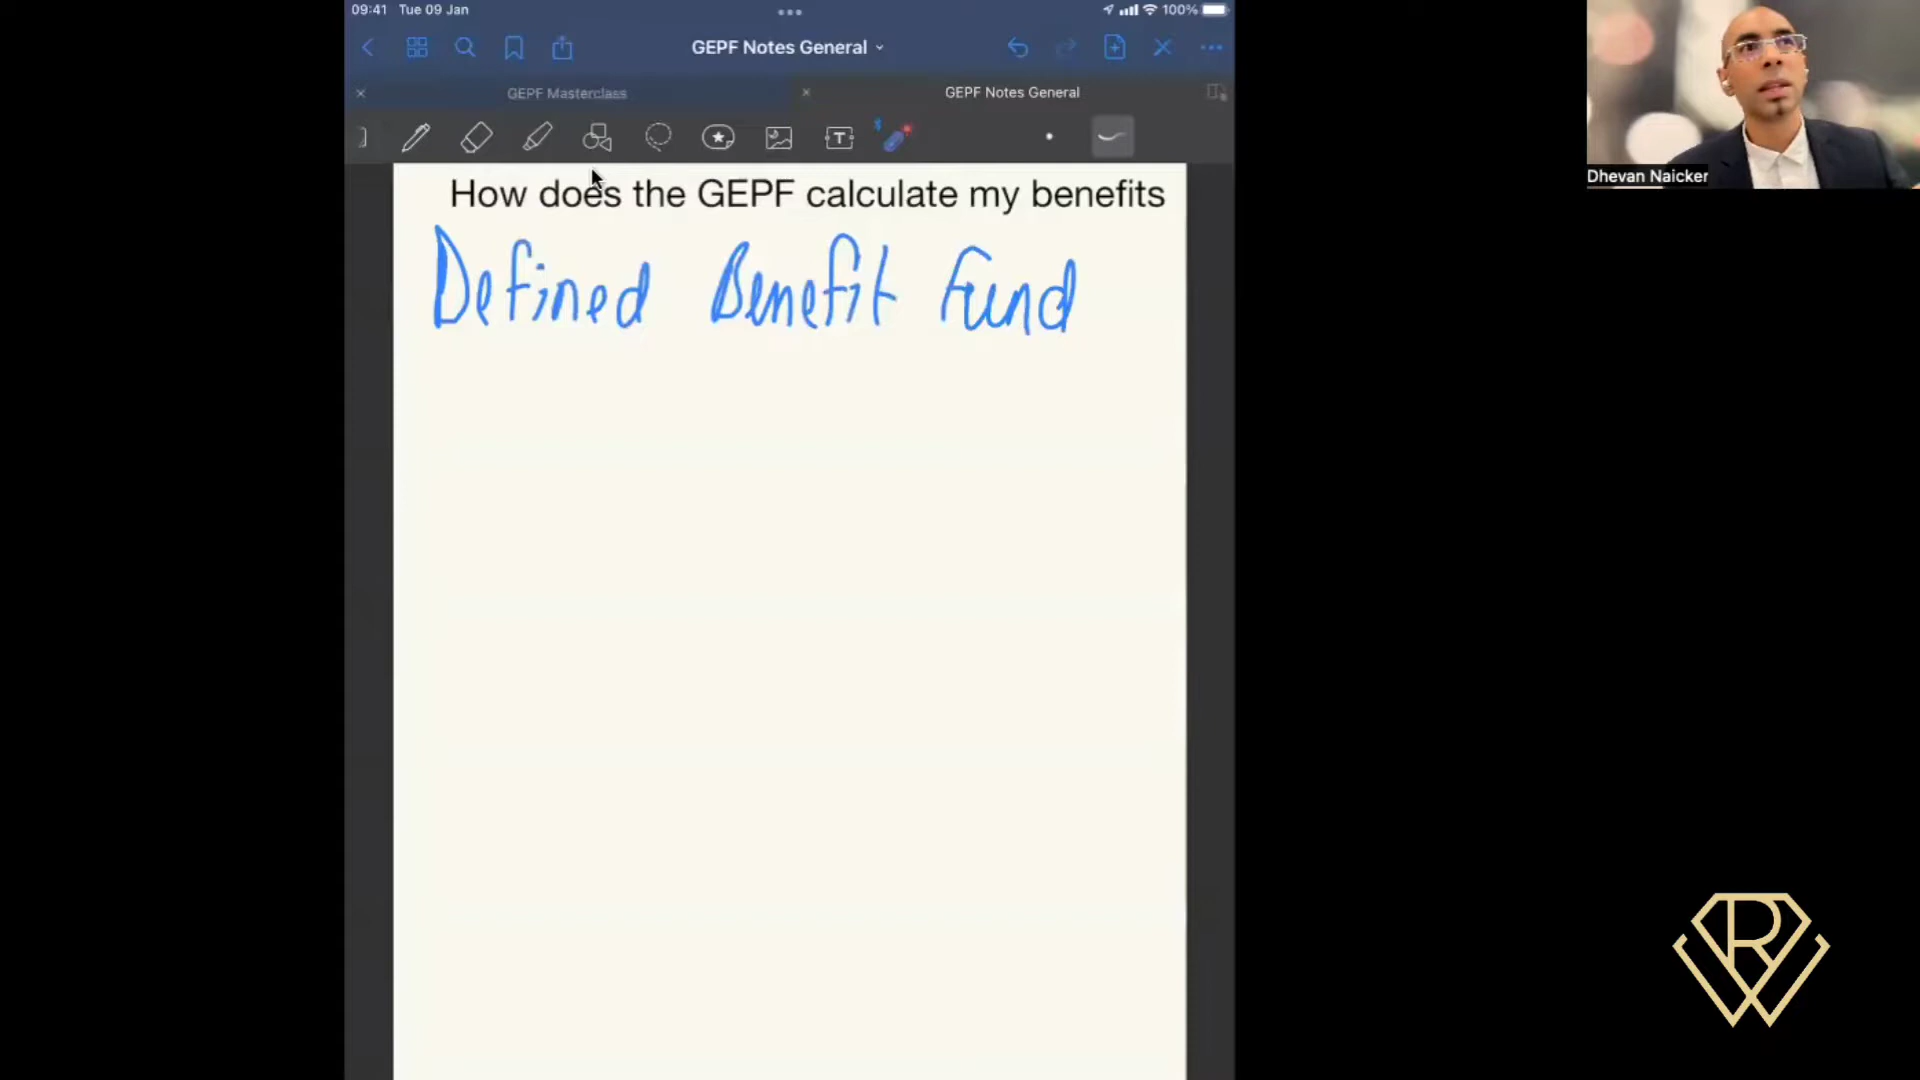 09:41 Tue 09 Jan
100%
GEPF Notes General
GEPF Masterclass
GEPF Notes General
T
How does the GEPF calculate my benefits
Defined Benefit Fund
Dhevan Naicker
RW